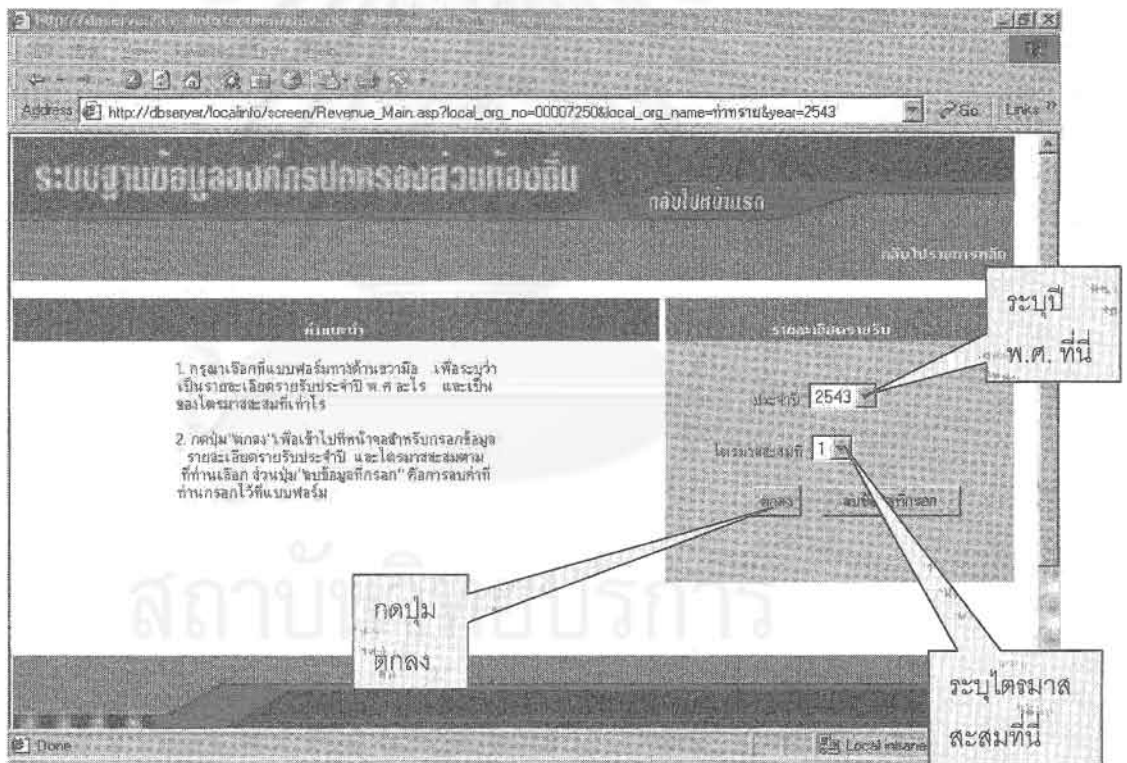 Address http://dbserver/localinfo/screen/Revenue_Main.asp?local_org_no=00007250&local_org_name=ท่าทราย&year=2543 Go Links »
ระบบฐานข้อมูลองค์กรปกครองส่วนท้องถิ่น
กลับไปหน้าแรก
กลับไปรายการหลัก
คำแนะนำ
รายละเอียดรายรับ
ระบุปี
พ.ศ. ที่นี่
1. กรุณาเลือกที่แบบฟอร์มทางด้านขวามือ เพื่อระบุว่า
เป็นรายละเอียดรายรับประจำปี พ.ศ.อะไร และเป็น
ของไตรมาสสะสมที่เท่าไร
ประจำปี 2543
2. กดปุ่ม"ตกลง" เพื่อเข้าไปที่หน้าจอสำหรับกรอกข้อมูล
รายละเอียดรายรับประจำปี และไตรมาสสะสมตาม
ที่ท่านเลือก ส่วนปุ่ม"ลบข้อมูลที่กรอก" คือการลบค่าที่
ท่านกรอกไว้ที่แบบฟอร์ม
ไตรมาสสะสมที่ 1
ตกลง ลบข้อมูลที่กรอก
กดปุ่ม
ตกลง
ระบุไตรมาส
สะสมที่นี่
Done
Local intrane